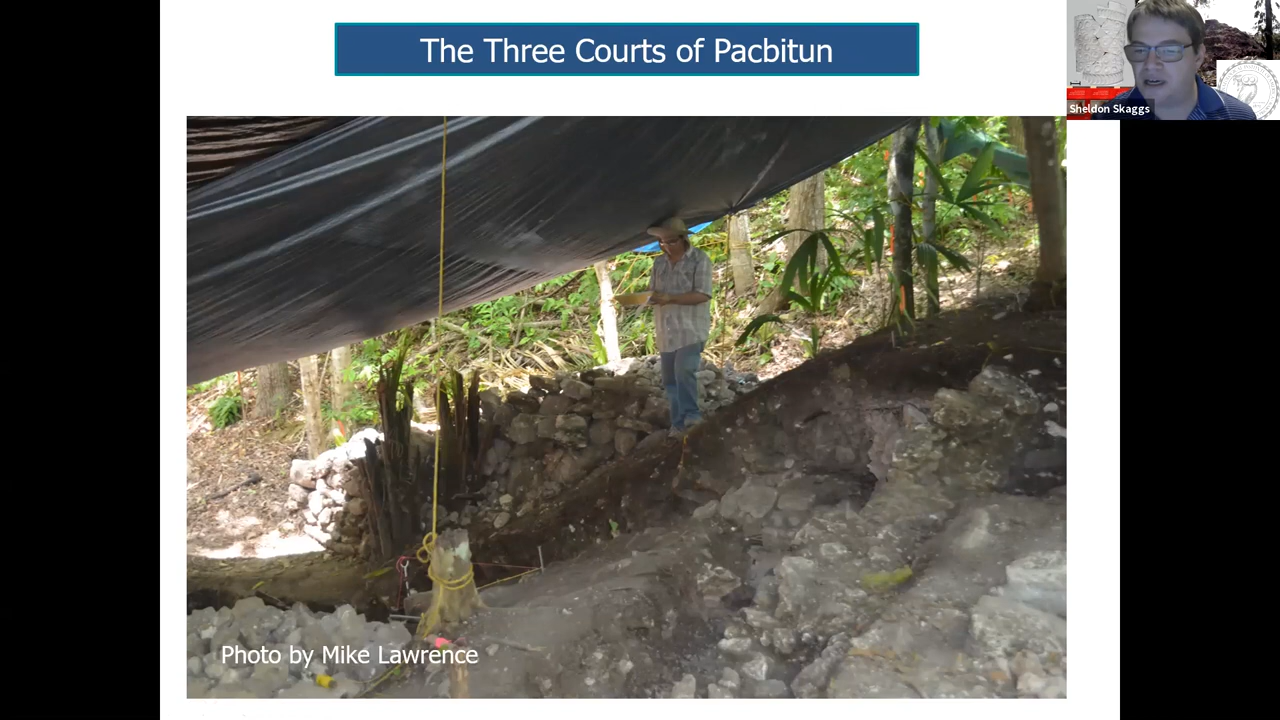 The Three Courts of Pacbitun
Sheldon Skaggs
Photo by Mike Lawrence